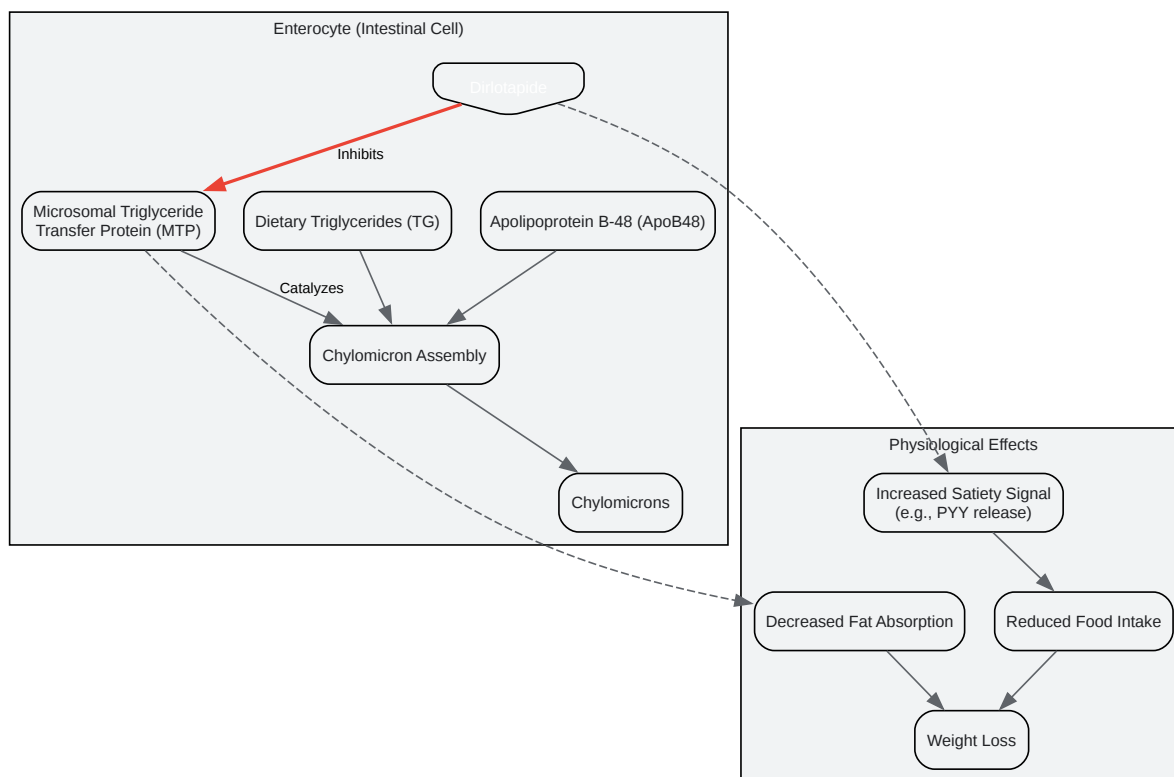 Enterocyte (Intestinal Cell)
Dirlotapide
Inhibits
Microsomal Triglyceride
Transfer Protein (MTP)
Dietary Triglycerides (TG)
Apolipoprotein B-48 (ApoB48)
Catalyzes
Chylomicron Assembly
Chylomicrons
Physiological Effects
Increased Satiety Signal
(e.g., PYY release)
Decreased Fat Absorption
Reduced Food Intake
Weight Loss